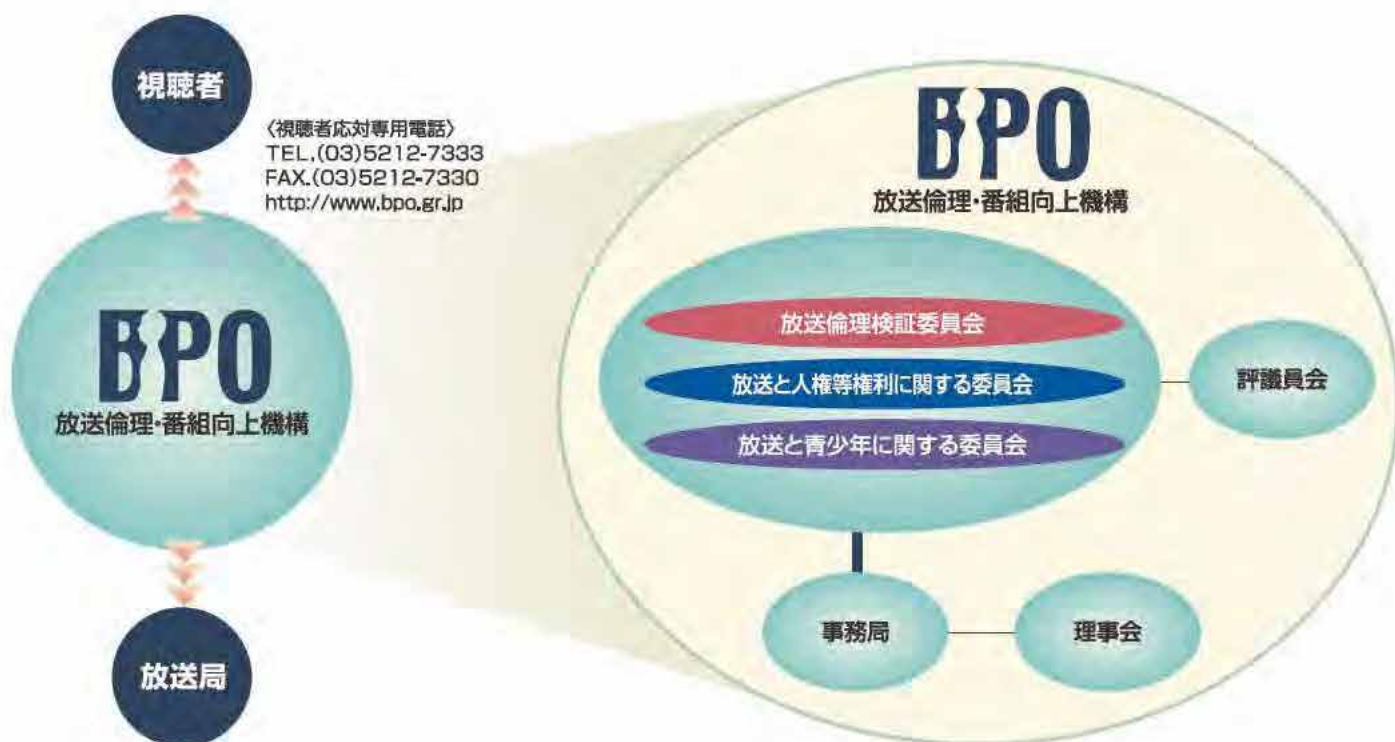 視聴者
〈視聴者応対専用電話〉
TEL.(03)5212-7333
FAX.(03)5212-7330
http://www.bpo.gr.jp
BPO
放送倫理・番組向上機構
放送局
BPO
放送倫理・番組向上機構
放送倫理検証委員会
放送と人権等権利に関する委員会
放送と青少年に関する委員会
評議員会
事務局
理事会